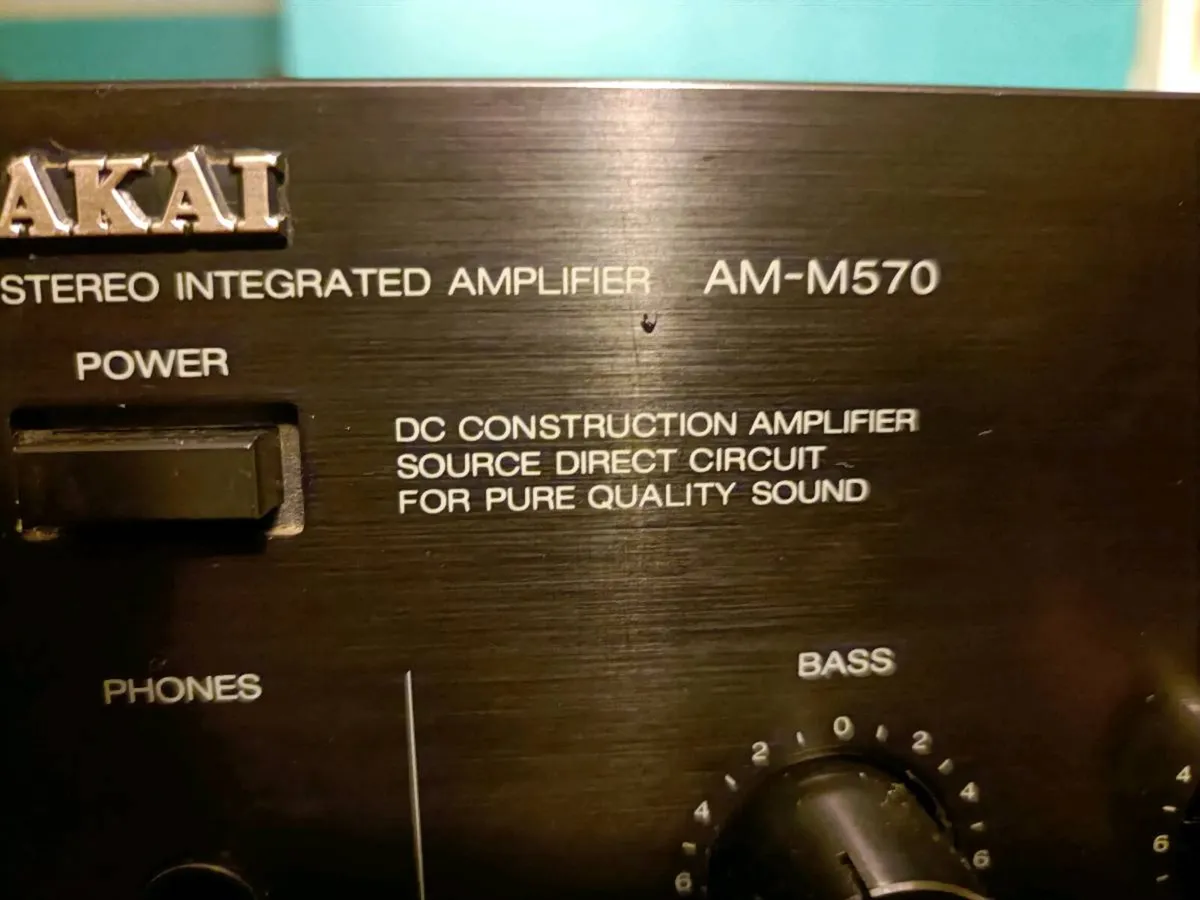 AKAI
STEREO INTEGRATED AMPLIFIER AM-M570
POWER
DC CONSTRUCTION AMPLIFIER
SOURCE DIRECT CIRCUIT
FOR PURE QUALITY SOUND
PHONES
BASS
0
2 2
4 4
6 6
4
6